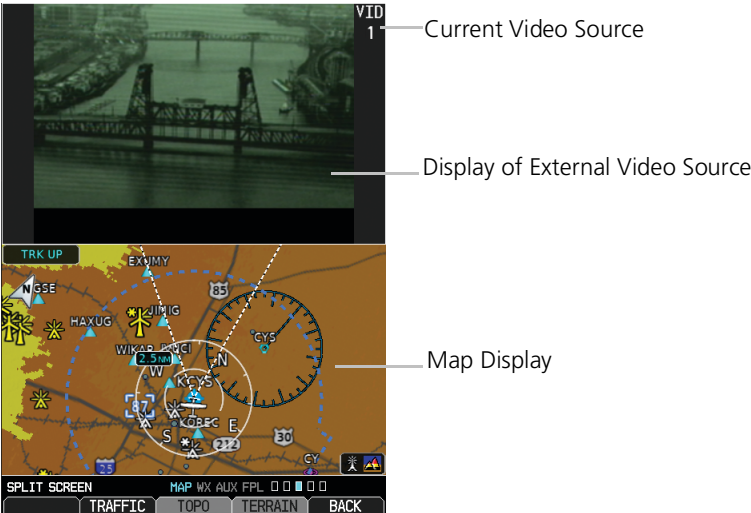 VID
1
Current Video Source
Display of External Video Source
TRK UP
EXUMY
N
GSE
85
HAXUG
JIMIG
CYS
WIKAR
2.5NM
N
W
KCYS
87
KOBEC
E
S
212
30
CY
25
Map Display
SPLIT SCREEN MAP WX AUX FPL
TRAFFIC TOPO TERRAIN BACK